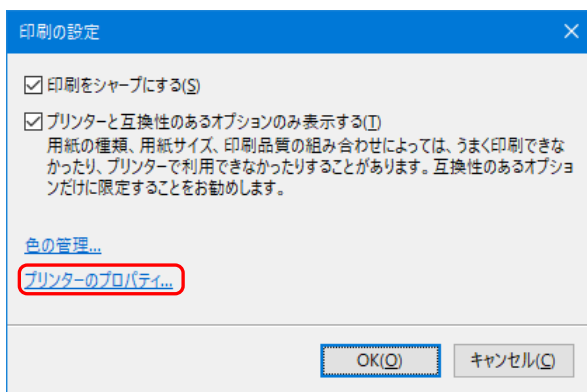 印刷の設定
印刷をシャープにする(S)
プリンターと互換性のあるオプションのみ表示する(T)
用紙の種類、用紙サイズ、印刷品質の組み合わせによっては、うまく印刷できな
かったり、プリンターで利用できなかったりすることがあります。互換性のあるオプショ
ンだけに限定することをお勧めします。
色の管理...
プリンターのプロパティ...
OK(O)
キャンセル(C)